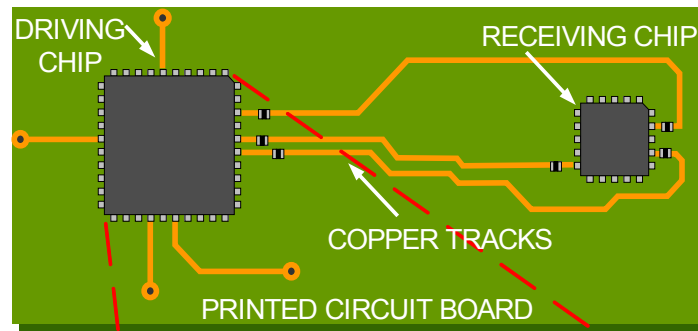 DRIVING
CHIP
RECEIVING CHIP
COPPER TRACKS
PRINTED CIRCUIT BOARD